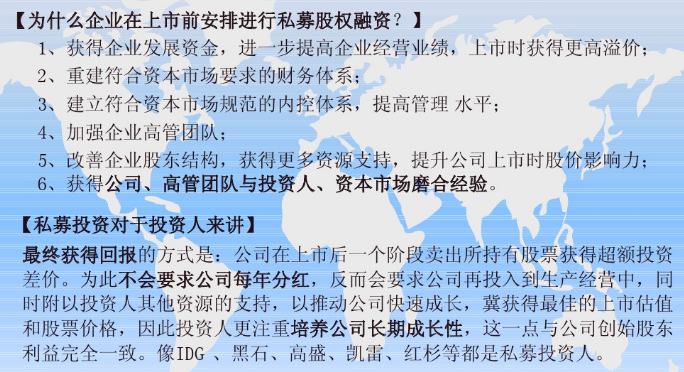 【为什么企业在上市前安排进行私募股权融资？】
1、获得企业发展资金，进一步提高企业经营业绩，上市时获得更高溢价；
2、重建符合资本市场要求的财务体系；
3、建立符合资本市场规范的内控体系，提高管理 水平；
4、加强企业高管团队；
5、改善企业股东结构，获得更多资源支持，提升公司上市时股价影响力；
6、获得公司、高管团队与投资人、资本市场磨合经验。
【私募投资对于投资人来讲】
最终获得回报的方式是：公司在上市后一个阶段卖出所持有股票获得超额投资
差价。为此不会要求公司每年分红，反而会要求公司再投入到生产经营中，同
时附以投资人其他资源的支持，以推动公司快速成长，冀获得最佳的上市估值
和股票价格，因此投资人更注重培养公司长期成长性，这一点与公司创始股东
利益完全一致。像IDG 、黑石、高盛、凯雷、红杉等都是私募投资人。